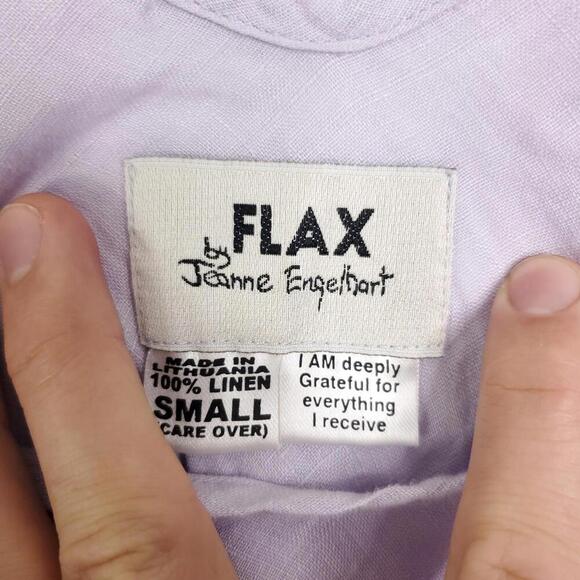 FLAX
by
Jeanne Engelhart
MADE IN
LITHUANIA
100% LINEN
SMALL
(CARE OVER)
I AM deeply
Grateful for
everything
I receive